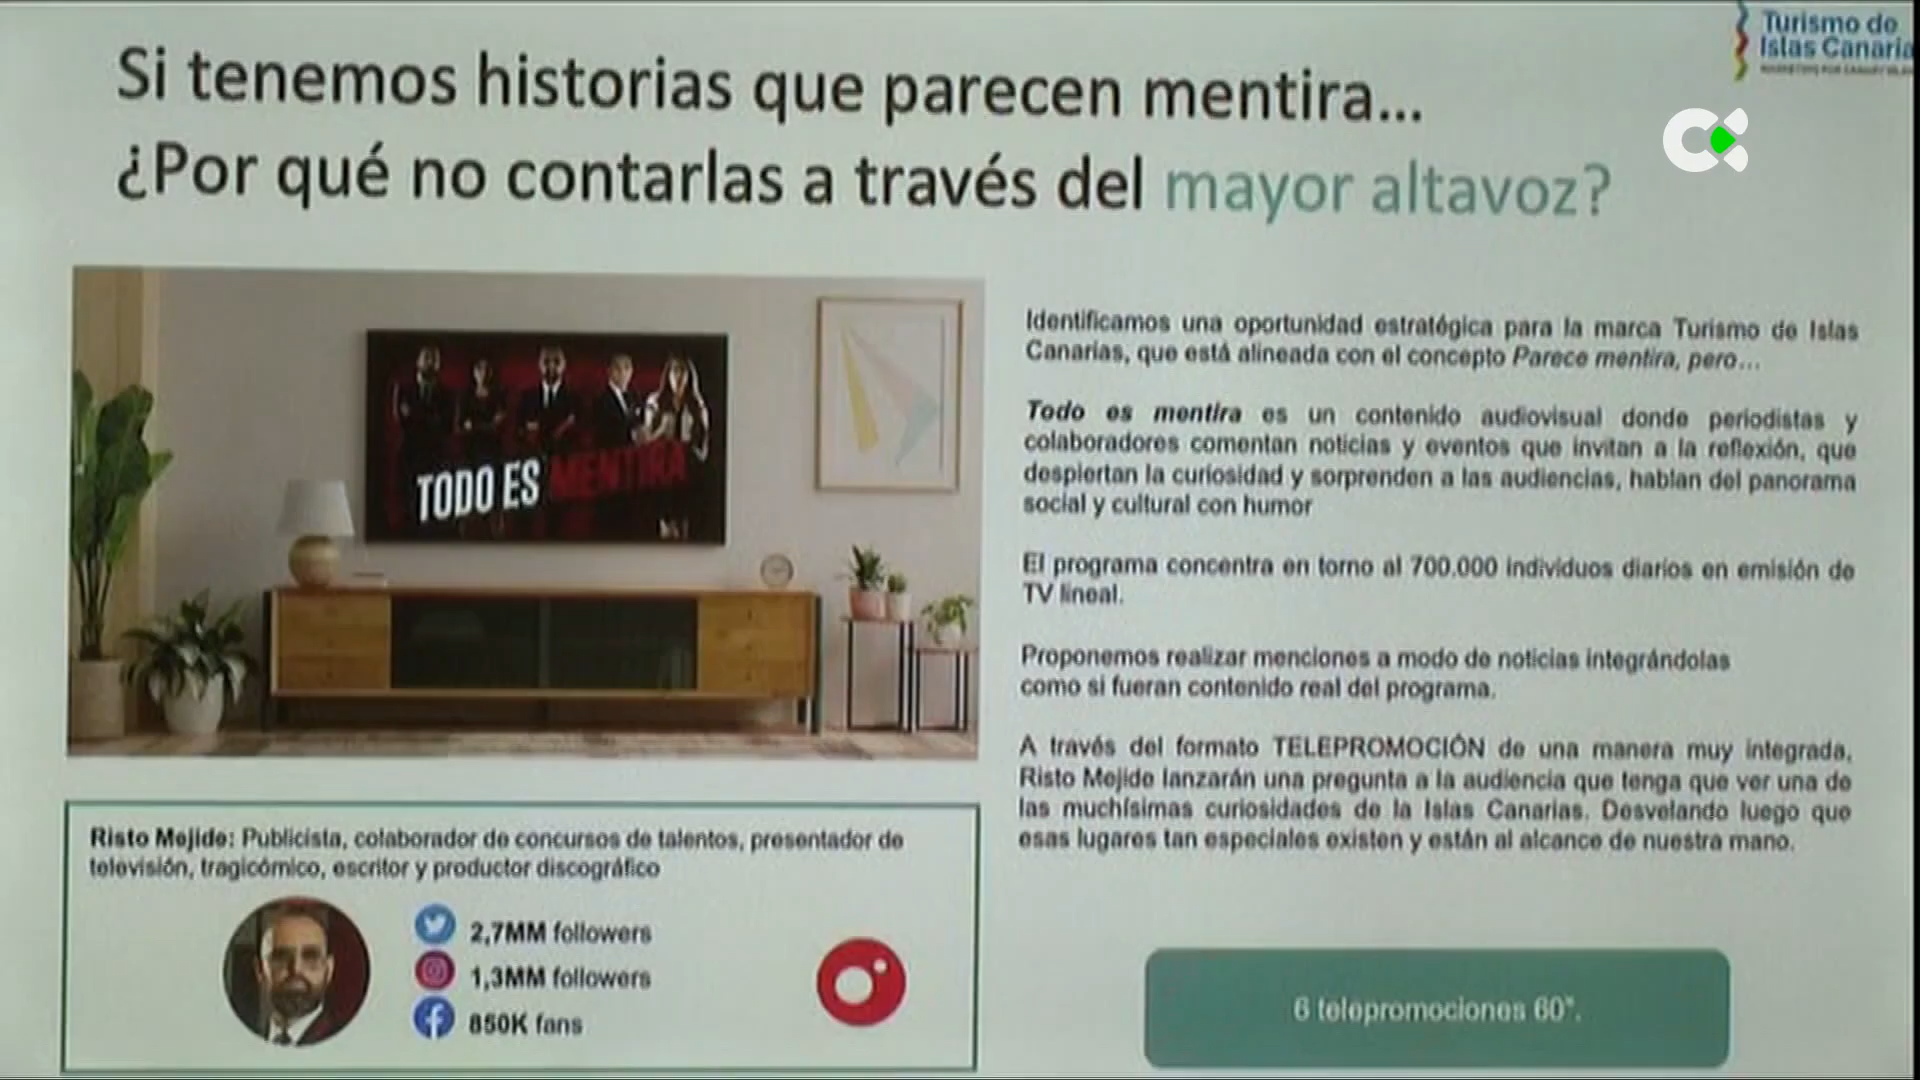 Turismo de
Islas Canaria
Si tenemos historias que parecen mentira...
¿Por qué no contarlas a través del mayor altavoz?
TODO ES MENTIRA
Identificamos una oportunidad estratégica para la marca Turismo de Islas
Canarias, que está alineada con el concepto Parece mentira, pero...
Todo es mentira es un contenido audiovisual donde periodistas y
colaboradores comentan noticias y eventos que invitan a la reflexión, que
despiertan la curiosidad y sorprenden a las audiencias, hablan del panorama
social y cultural con humor
El programa concentra en torno al 700.000 individuos diarios en emisión de
TV lineal.
Proponemos realizar menciones a modo de noticias integrándolas
como si fueran contenido real del programa.
A través del formato TELEPROMOCIÓN de una manera muy integrada,
Risto Mejide lanzarán una pregunta a la audiencia que tenga que ver una de
las muchísimas curiosidades de la Islas Canarias. Desvelando luego que
esas lugares tan especiales existen y están al alcance de nuestra mano.
Risto Mejide: Publicista, colaborador de concursos de talentos, presentador de
televisión, tragicómico, escritor y productor discográfico
2,7MM followers
1,3MM followers
850K fans
6 telepromociones 60".